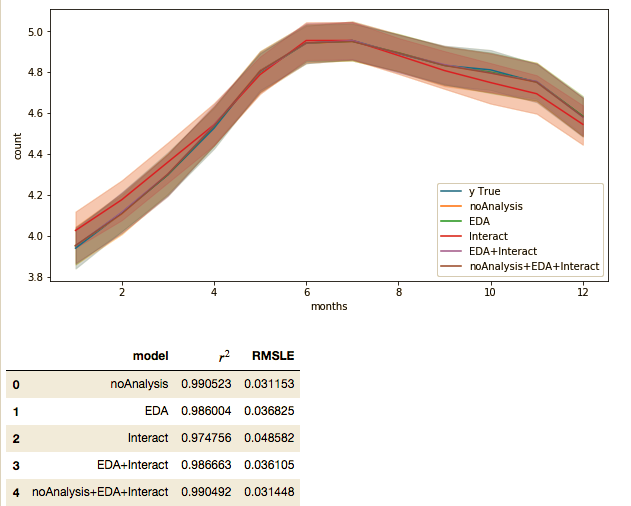 5.0
4.8
4.6
4.4
4.2
4.0
3.8
count
2 4 6 8 10 12
months
y True
noAnalysis
EDA
Interact
EDA+Interact
noAnalysis+EDA+Interact
model r² RMSLE
0 noAnalysis 0.990523 0.031153
1 EDA 0.986004 0.036825
2 Interact 0.974756 0.048582
3 EDA+Interact 0.986663 0.036105
4 noAnalysis+EDA+Interact 0.990492 0.031448